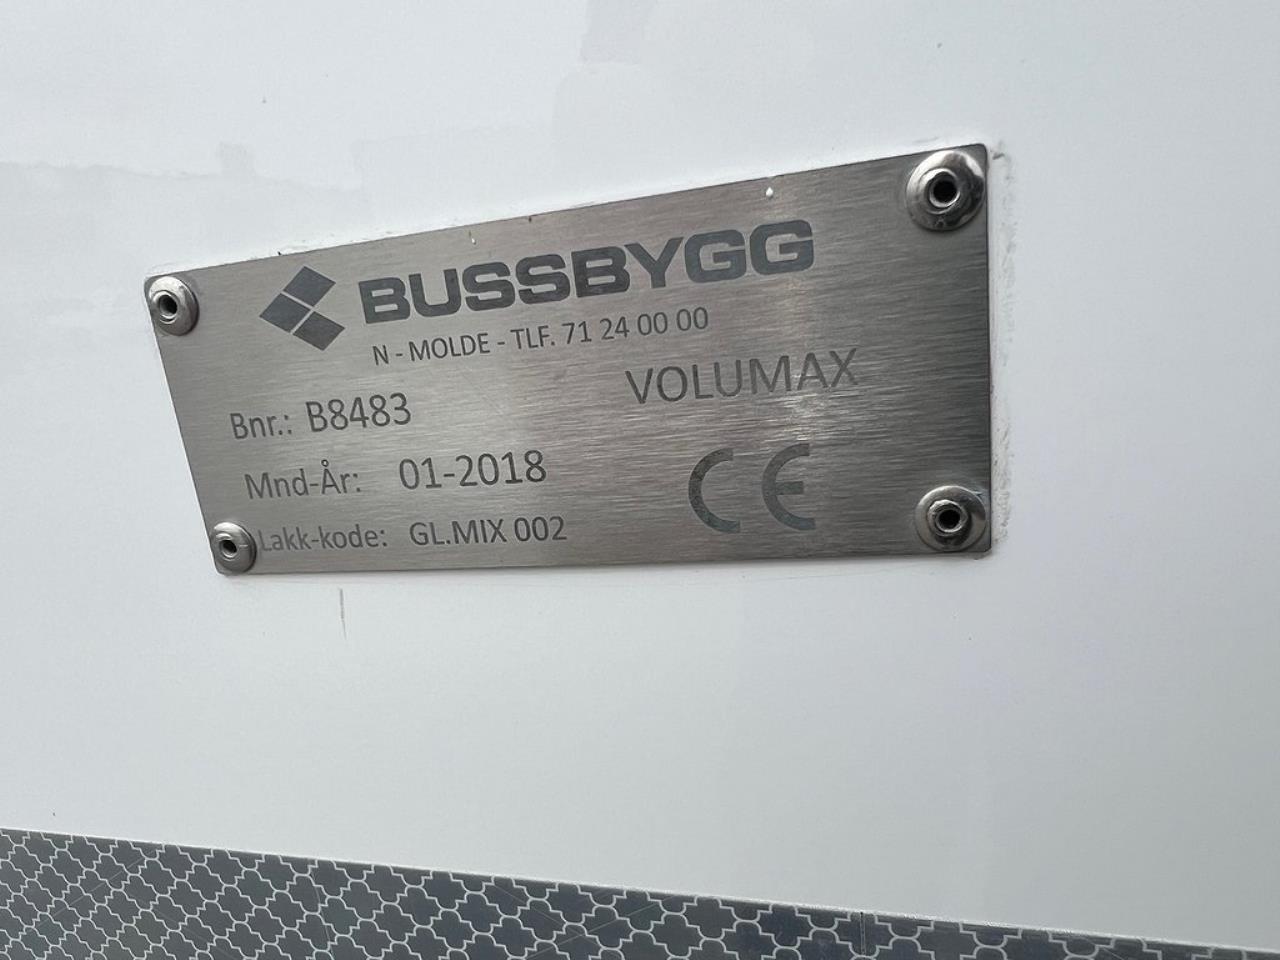 BUSSBYGG
N - MOLDE - TLF. 71 24 00 00
VOLUMAX
Bnr.: B8483
Mnd-År: 01-2018
CE
Lakk-kode: GL.MIX 002